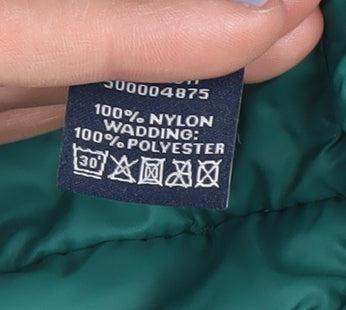 300004875
100% NYLON
WADDING:
100% POLYESTER
30°